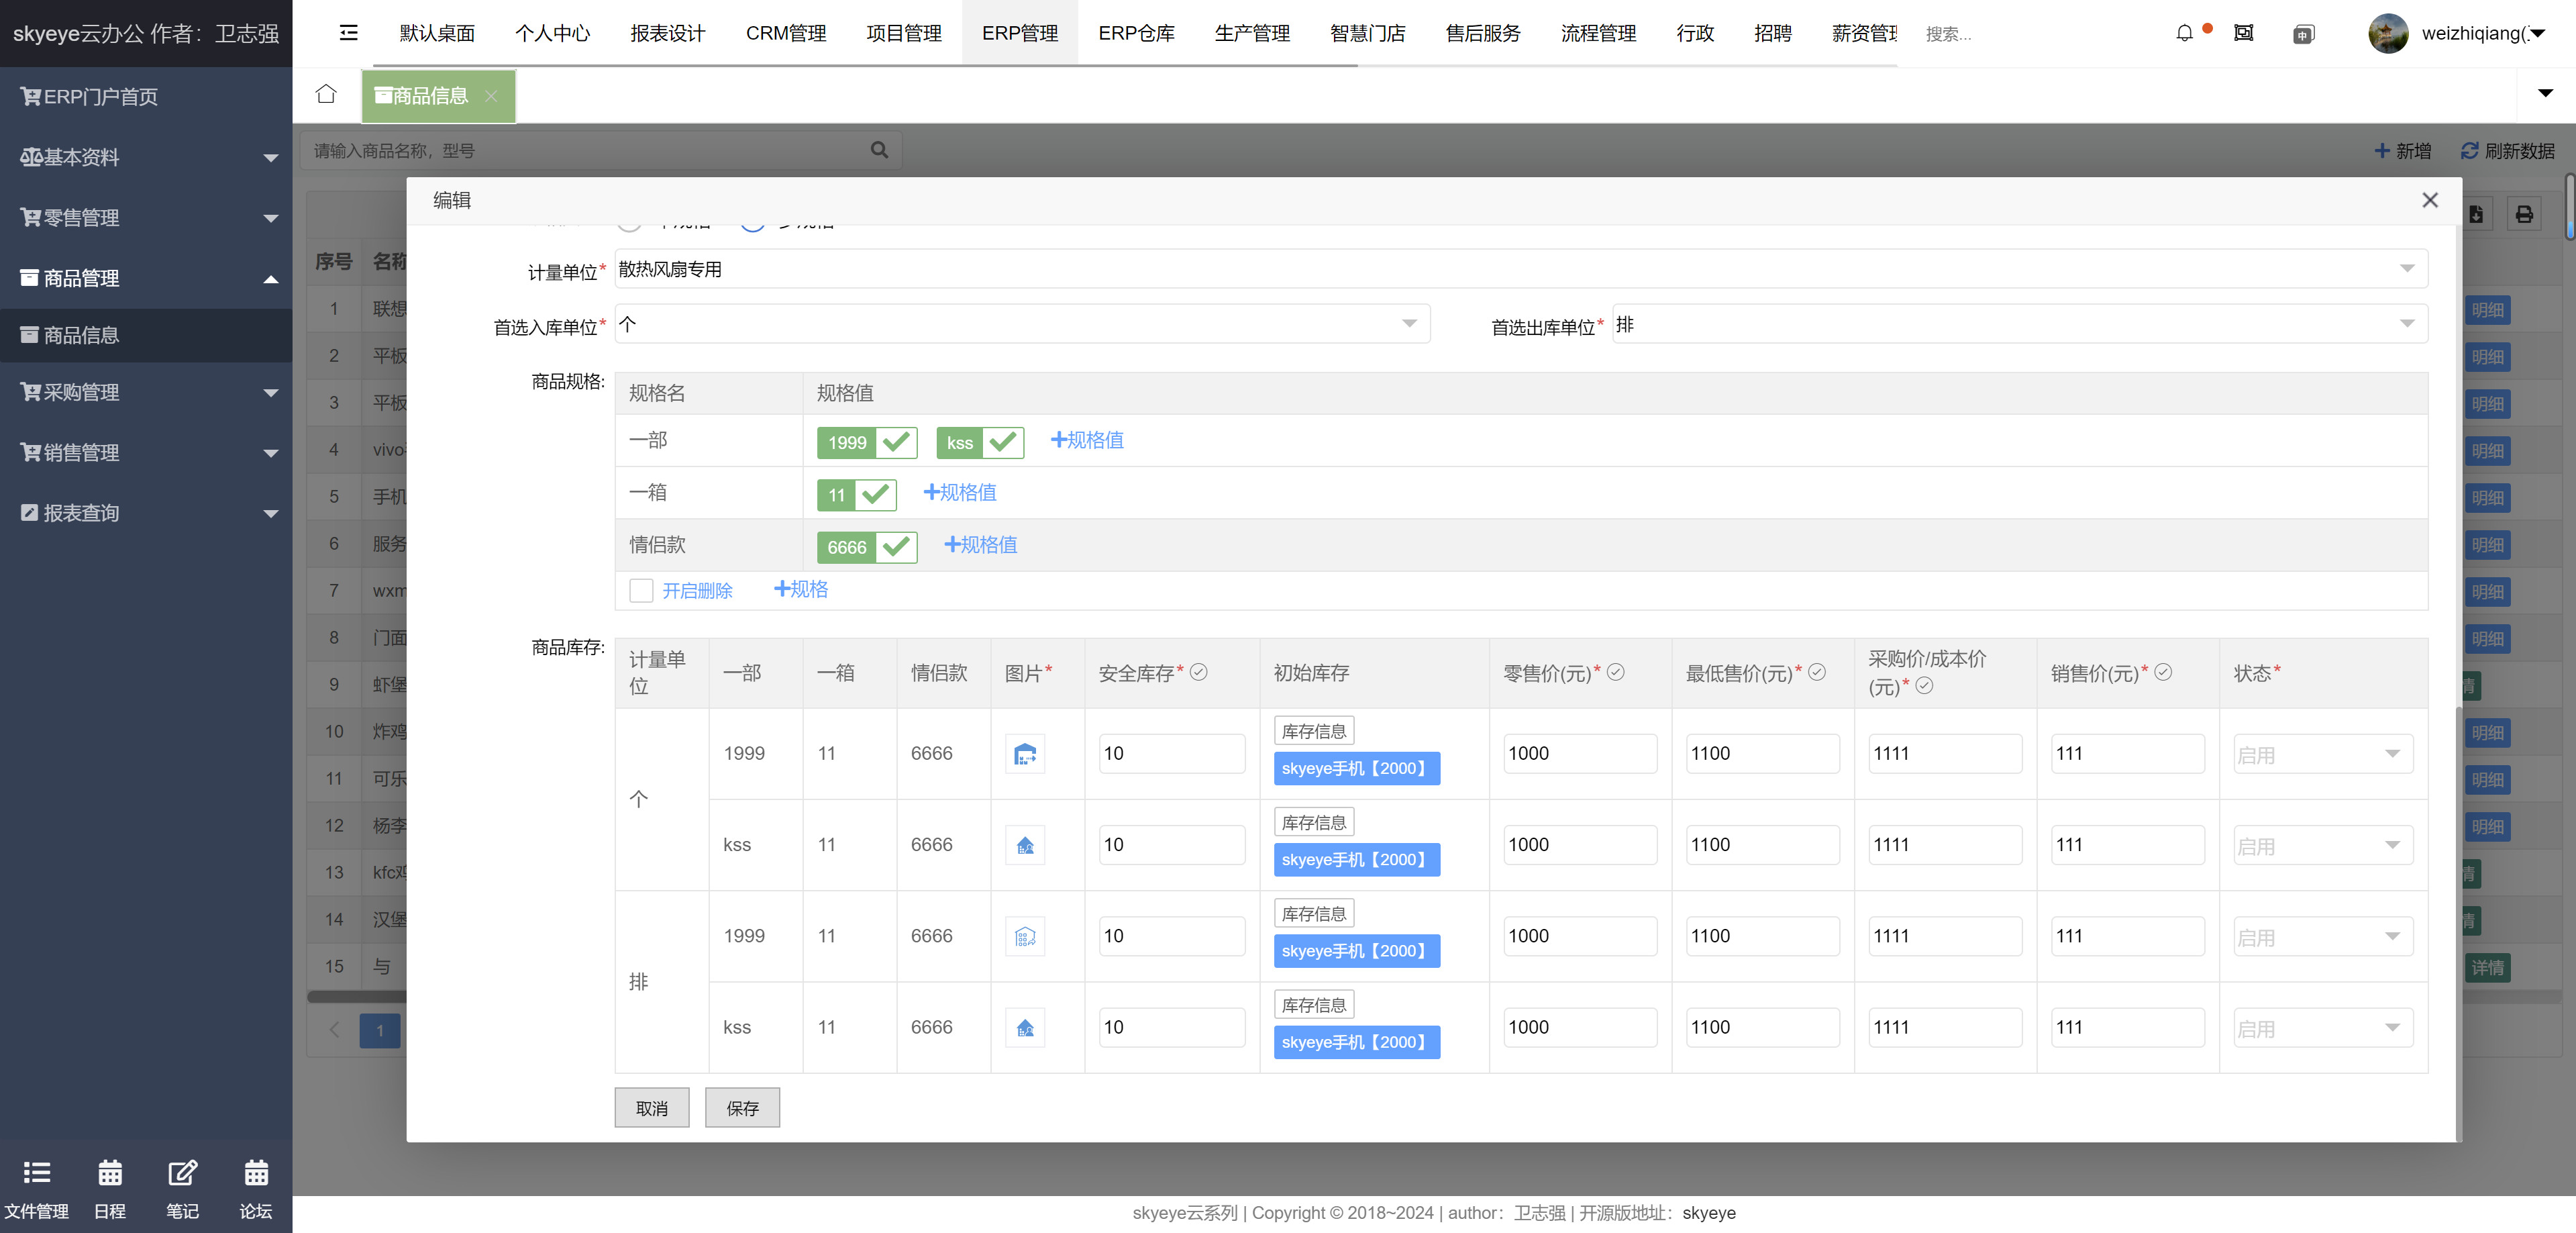 skyeye云办公 作者：卫志强
默认桌面 个人中心 报表设计 CRM管理 项目管理 ERP管理 ERP仓库 生产管理 智慧门店 售后服务 流程管理 行政 招聘 薪资管理 搜索... 中 weizhiqiang(
ERP门户首页
基本资料
零售管理
商品管理
商品信息
采购管理
销售管理
报表查询
文件管理 日程 笔记 论坛
商品信息
请输入商品名称，型号
新增 刷新数据
序号 名称
1 联想 明细
2 平板 明细
3 平板 明细
4 vivo 明细
5 手机 明细
6 服务 明细
7 wxm 明细
8 门面 明细
9 虾堡 情
10 炸鸡 明细
11 可乐 明细
12 杨李 明细
13 kfc鸡 情
14 汉堡 情
15 与 详情
1
编辑
计量单位* 散热风扇专用
首选入库单位* 个 首选出库单位* 排
商品规格:
规格名 规格值
一部 1999 kss +规格值
一箱 11 +规格值
情侣款 6666 +规格值
开启删除 +规格
商品库存:
计量单位 一部 一箱 情侣款 图片* 安全库存* 初始库存 零售价(元)* 最低售价(元)* 采购价/成本价(元)* 销售价(元)* 状态*
个
1999 11 6666 10 库存信息 skyeye手机【2000】 1000 1100 1111 111 启用
kss 11 6666 10 库存信息 skyeye手机【2000】 1000 1100 1111 111 启用
排
1999 11 6666 10 库存信息 skyeye手机【2000】 1000 1100 1111 111 启用
kss 11 6666 10 库存信息 skyeye手机【2000】 1000 1100 1111 111 启用
取消 保存
skyeye云系列 | Copyright © 2018~2024 | author：卫志强 | 开源版地址：skyeye